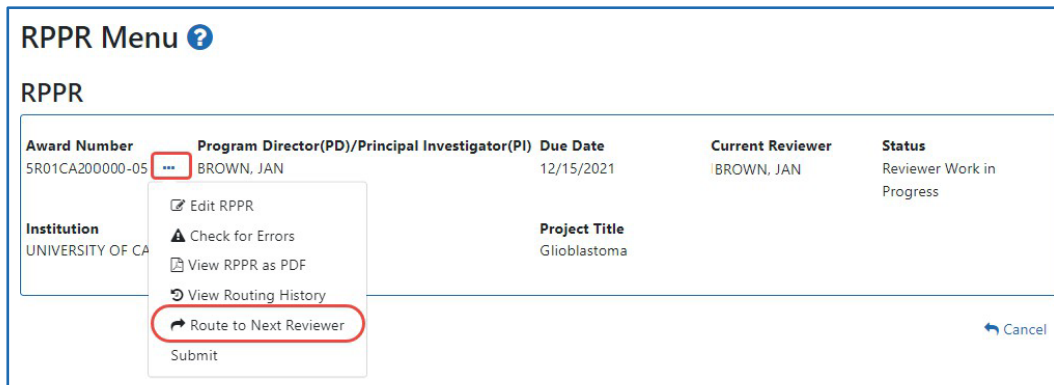 RPPR Menu ?
RPPR
Award Number Program Director(PD)/Principal Investigator(PI) Due Date Current Reviewer Status
5R01CA200000-05 ... BROWN, JAN 12/15/2021 BROWN, JAN Reviewer Work in
Progress
Edit RPPR
Institution Project Title
Check for Errors
UNIVERSITY OF CA Glioblastoma
View RPPR as PDF
View Routing History
Route to Next Reviewer
Cancel
Submit